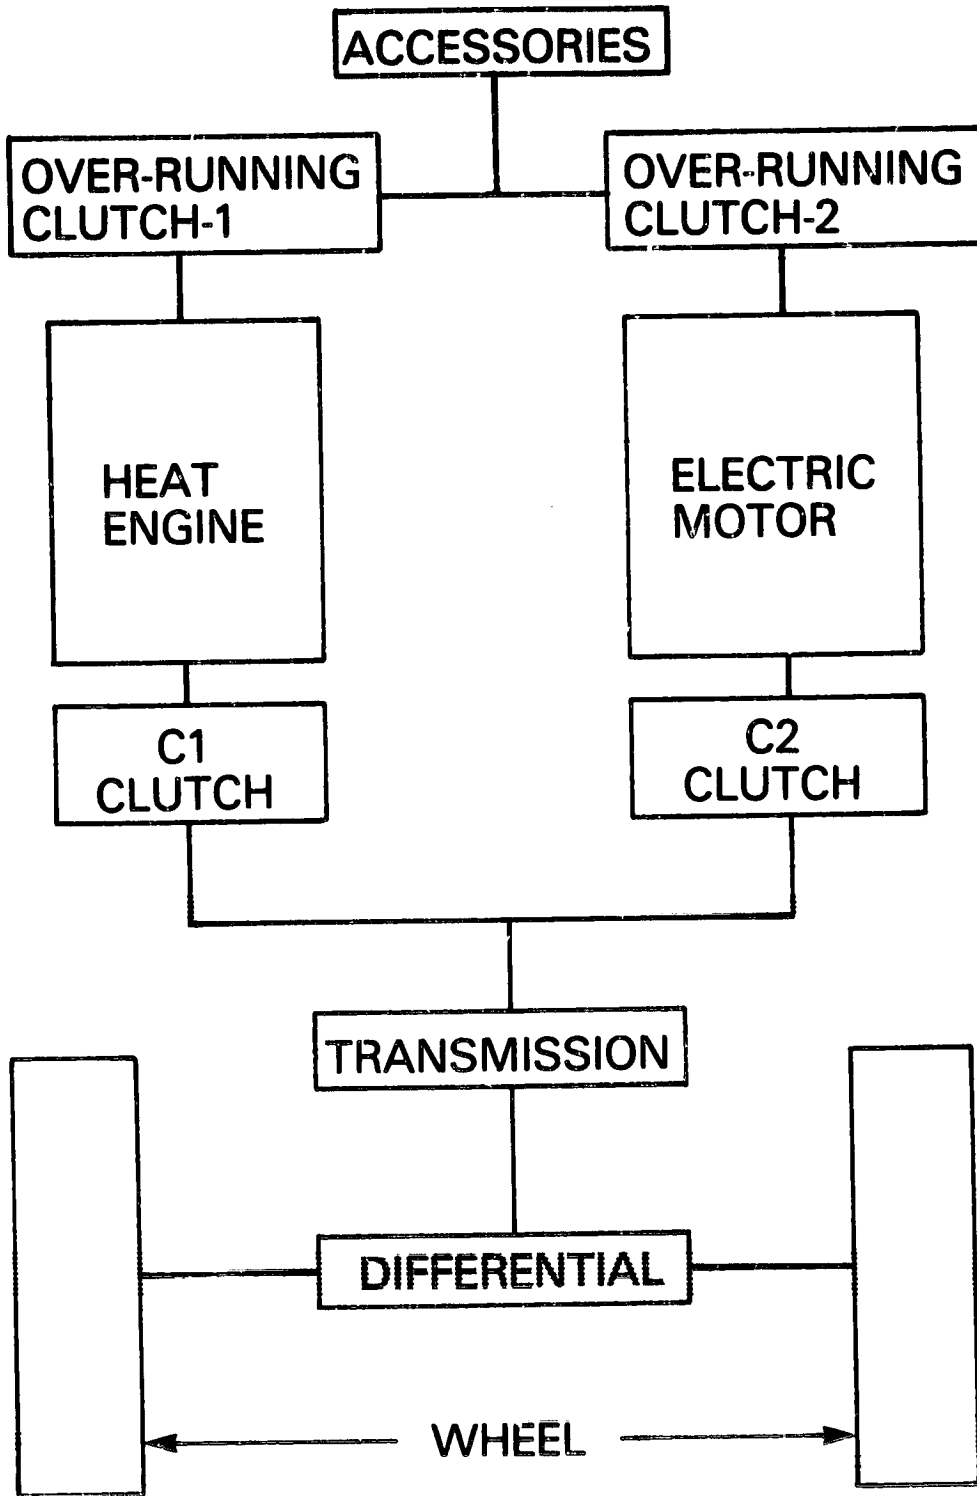 ACCESSORIES
OVER-RUNNING
CLUTCH-1
OVER-RUNNING
CLUTCH-2
HEAT
ENGINE
ELECTRIC
MOTOR
C1
CLUTCH
C2
CLUTCH
TRANSMISSION
DIFFERENTIAL
WHEEL